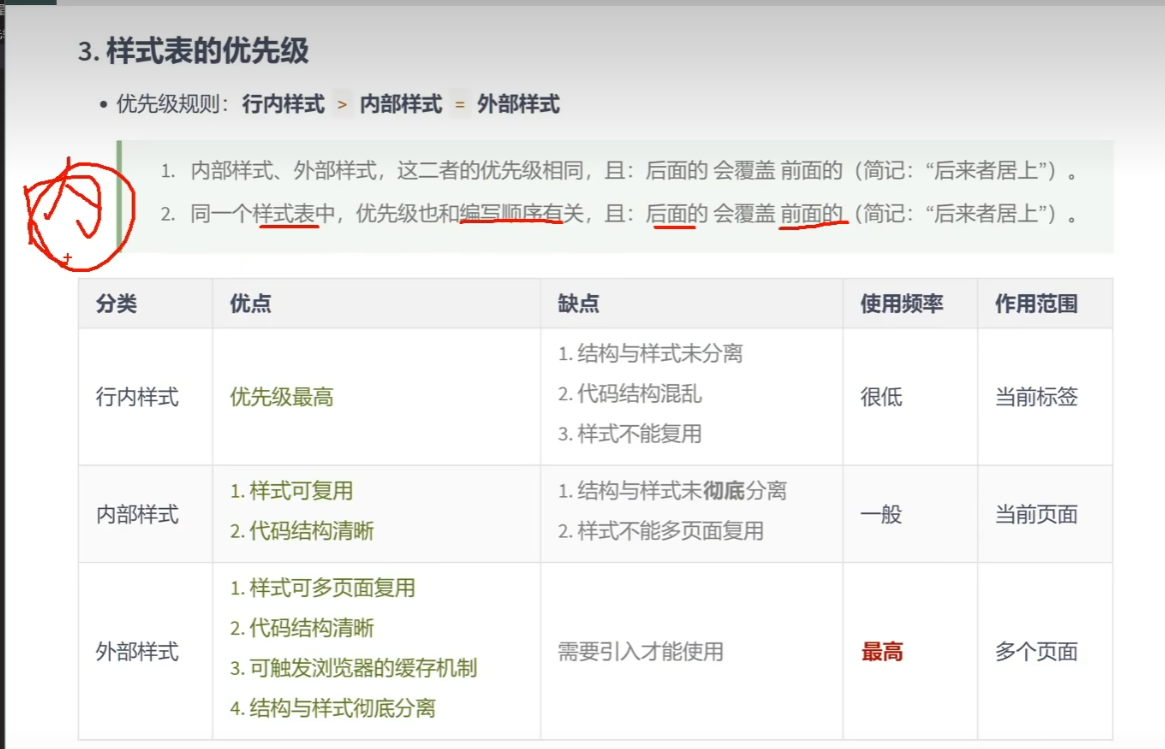 3. 样式表的优先级
• 优先级规则：行内样式 > 内部样式 = 外部样式
1. 内部样式、外部样式，这二者的优先级相同，且：后面的 会覆盖 前面的（简记：“后来者居上”）。
2. 同一个样式表中，优先级也和编写顺序有关，且：后面的 会覆盖 前面的（简记：“后来者居上”）。
分类 优点 缺点 使用频率 作用范围
行内样式 优先级最高 1. 结构与样式未分离 很低 当前标签
2. 代码结构混乱
3. 样式不能复用
内部样式 1. 样式可复用 1. 结构与样式未彻底分离 一般 当前页面
2. 代码结构清晰 2. 样式不能多页面复用
外部样式 1. 样式可多页面复用 需要引入才能使用 最高 多个页面
2. 代码结构清晰
3. 可触发浏览器的缓存机制
4. 结构与样式彻底分离